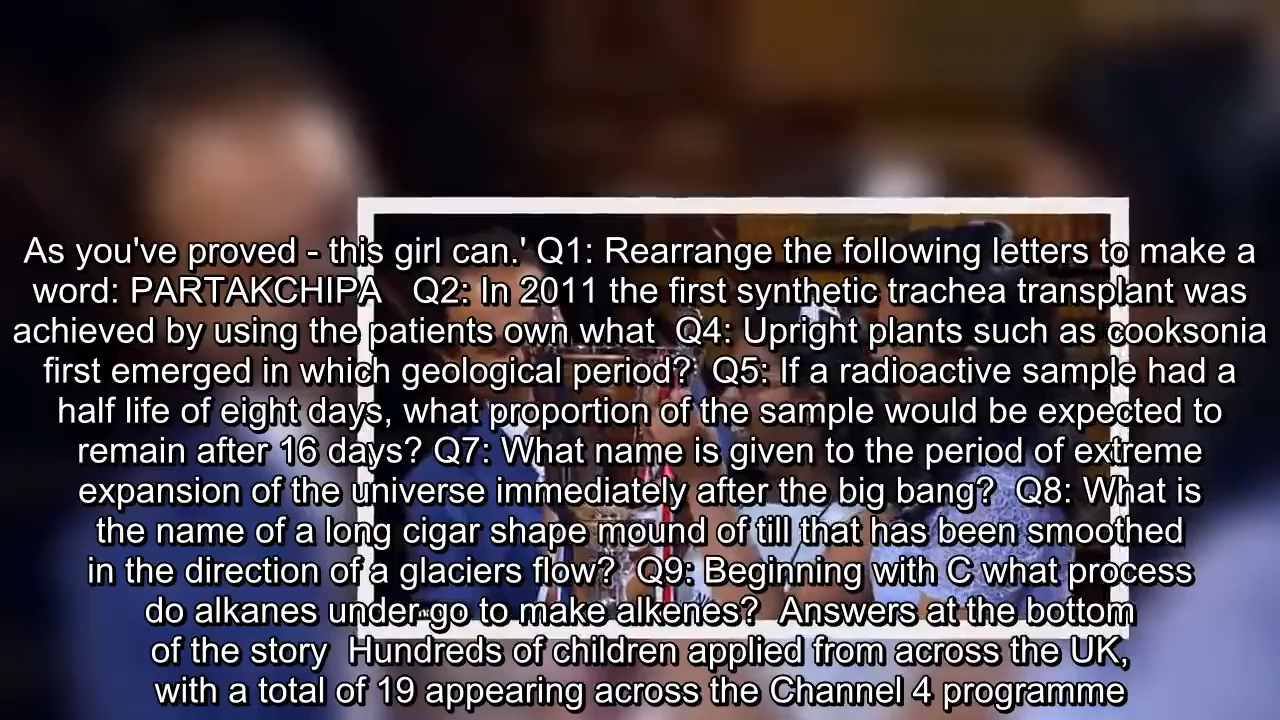 As you've proved - this girl can.' Q1: Rearrange the following letters to make a
word: PARTAKCHIPA Q2: In 2011 the first synthetic trachea transplant was
achieved by using the patients own what Q4: Upright plants such as cooksonia
first emerged in which geological period? Q5: If a radioactive sample had a
half life of eight days, what proportion of the sample would be expected to
remain after 16 days? Q7: What name is given to the period of extreme
expansion of the universe immediately after the big bang? Q8: What is
the name of a long cigar shape mound of till that has been smoothed
in the direction of a glaciers flow? Q9: Beginning with C what process
do alkanes under-go to make alkenes? Answers at the bottom
of the story Hundreds of children applied from across the UK,
with a total of 19 appearing across the Channel 4 programme